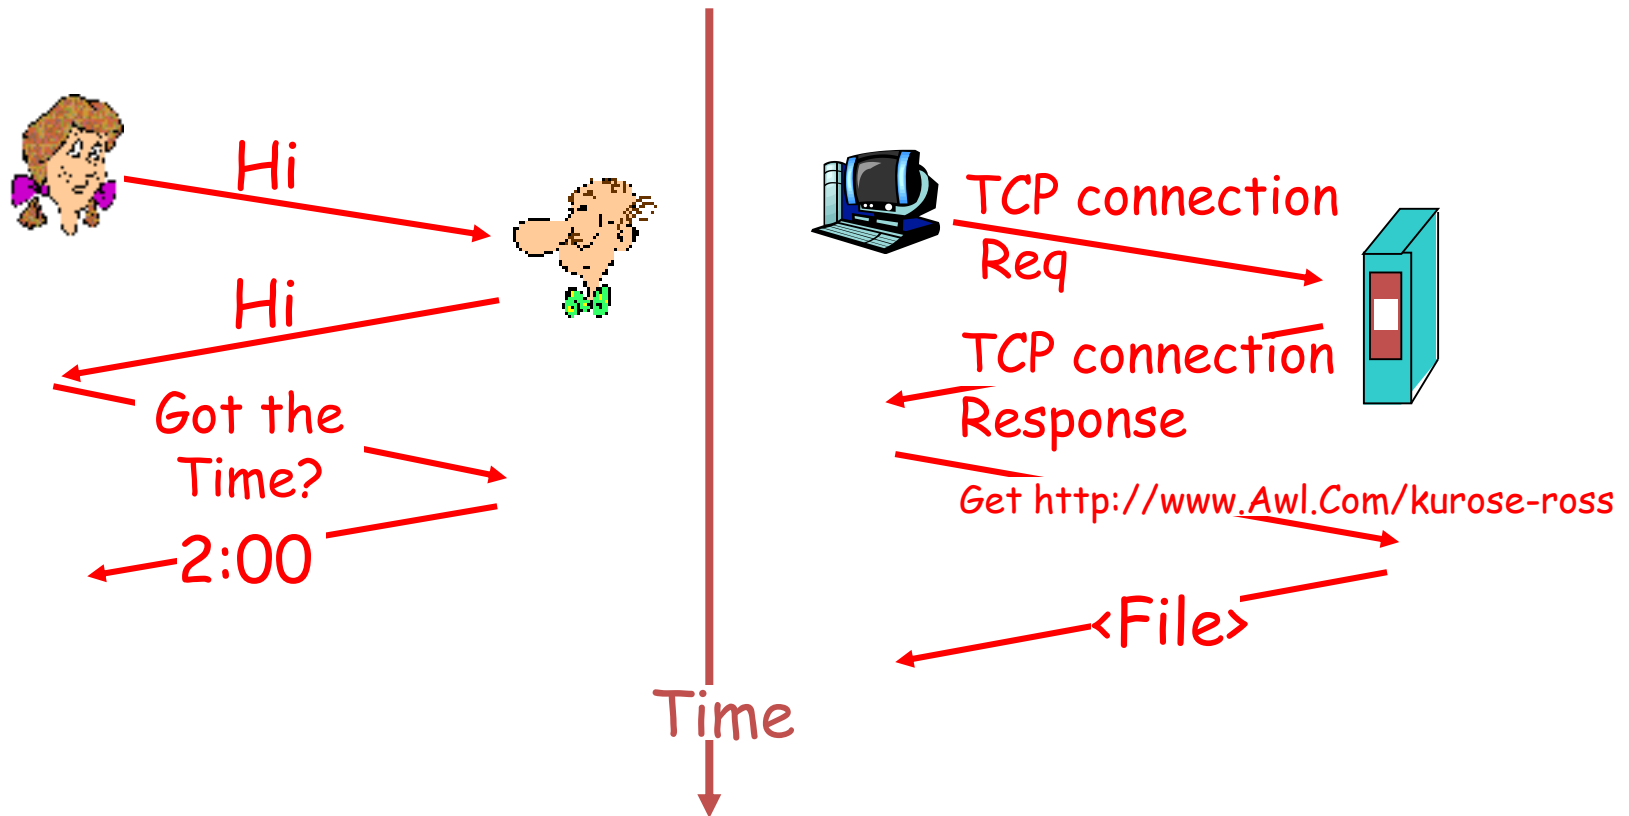 Hi
Hi
Got the
Time?
2:00
TCP connection
Req
TCP connection
Response
Get http://www.Awl.Com/kurose-ross
<File>
Time